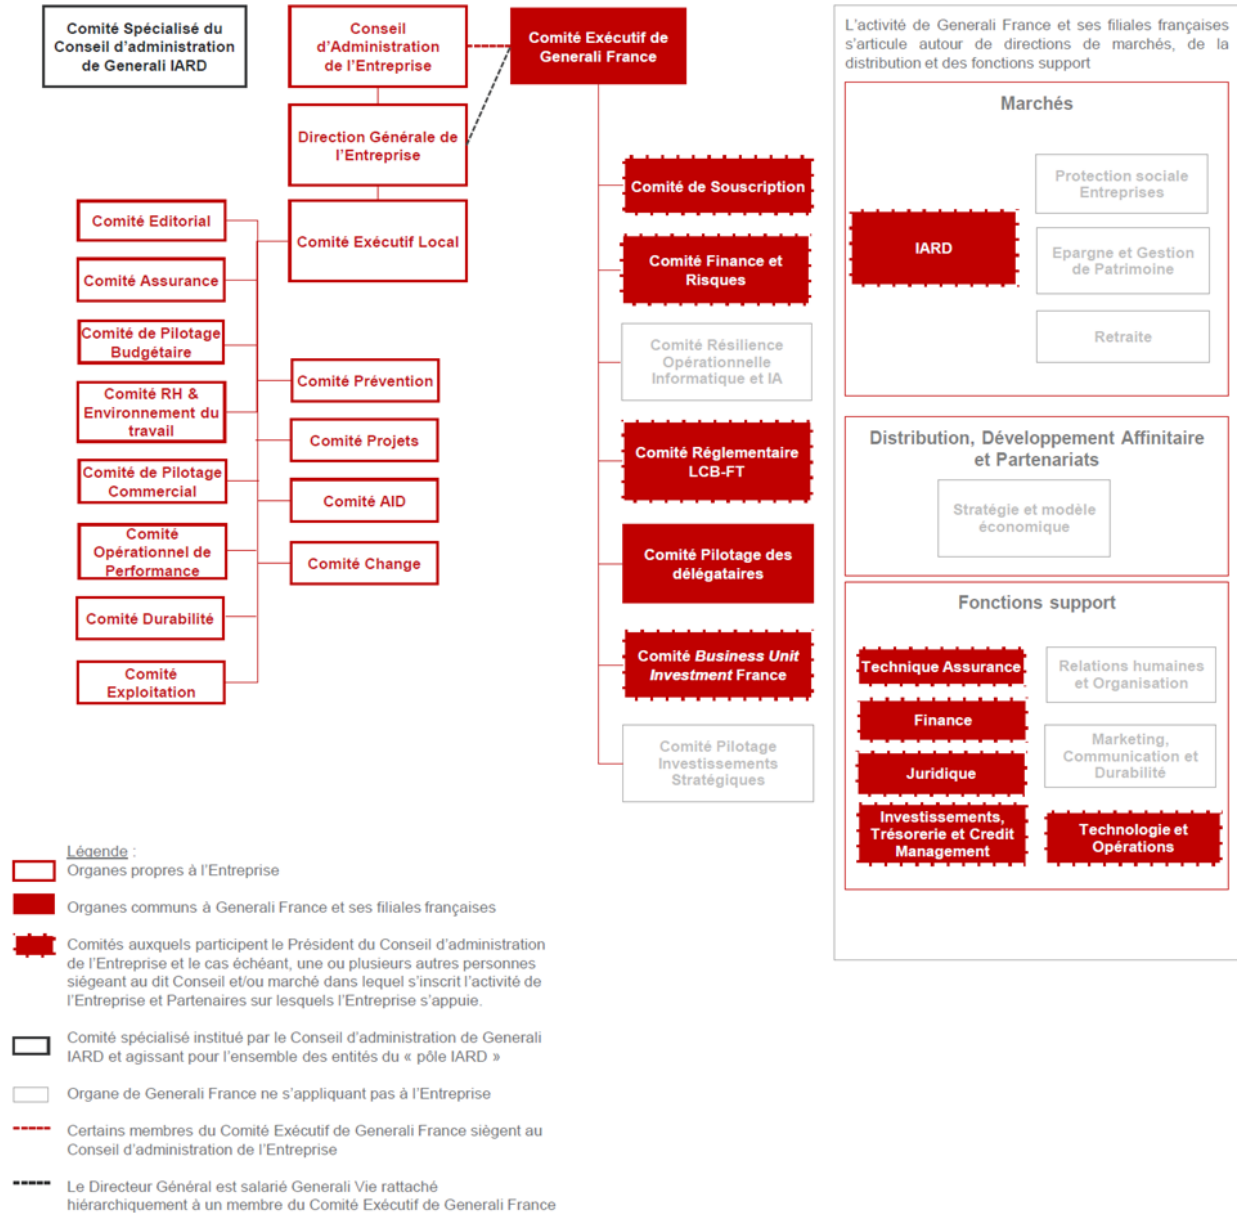 Comité Spécialisé du
Conseil d'administration
de Generali IARD
Conseil
d'Administration
de l'Entreprise
Comité Exécutif de
Generali France
Direction Générale de
l'Entreprise
Comité Exécutif Local
Comité Editorial
Comité Assurance
Comité de Pilotage
Budgétaire
Comité RH &
Environnement du
travail
Comité de Pilotage
Commercial
Comité
Opérationnel de
Performance
Comité Durabilité
Comité
Exploitation
Comité Prévention
Comité Projets
Comité AID
Comité Change
Comité de Souscription
Comité Finance et
Risques
Comité Résilience
Opérationnelle
Informatique et IA
Comité Réglementaire
LCB-FT
Comité Pilotage des
délégataires
Comité Business Unit
Investment France
Comité Pilotage
Investissements
Stratégiques
L'activité de Generali France et ses filiales françaises
s'articule autour de directions de marchés, de la
distribution et des fonctions support
Marchés
IARD
Protection sociale
Entreprises
Epargne et Gestion
de Patrimoine
Retraite
Distribution, Développement Affinitaire
et Partenariats
Stratégie et modèle
économique
Fonctions support
Technique Assurance
Finance
Juridique
Investissements,
Trésorerie et Credit
Management
Relations humaines
et Organisation
Marketing,
Communication et
Durabilité
Technologie et
Opérations
Légende :
Organes propres à l'Entreprise
Organes communs à Generali France et ses filiales françaises
Comités auxquels participent le Président du Conseil d'administration
de l'Entreprise et le cas échéant, une ou plusieurs autres personnes
siégeant au dit Conseil et/ou marché dans lequel s'inscrit l'activité de
l'Entreprise et Partenaires sur lesquels l'Entreprise s'appuie.
Comité spécialisé institué par le Conseil d'administration de Generali
IARD et agissant pour l'ensemble des entités du « pôle IARD »
Organe de Generali France ne s'appliquant pas à l'Entreprise
Certains membres du Comité Exécutif de Generali France siègent au
Conseil d'administration de l'Entreprise
Le Directeur Général est salarié Generali Vie rattaché
hiérarchiquement à un membre du Comité Exécutif de Generali France